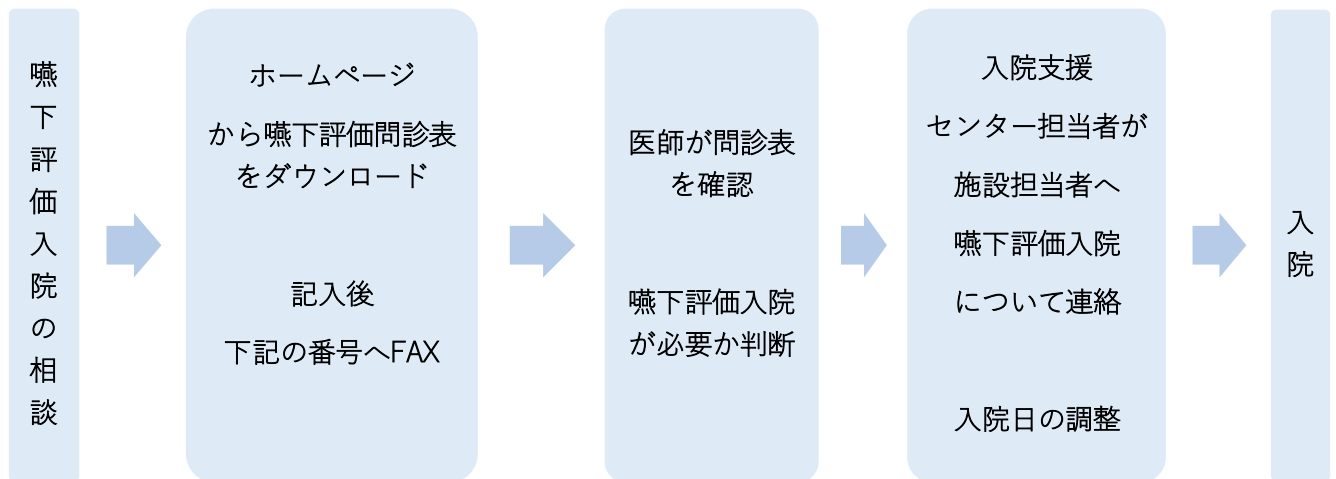 嚥下評価入院の相談
ホームページ
から嚥下評価問診表
をダウンロード
記入後
下記の番号へFAX
医師が問診表
を確認
嚥下評価入院
が必要か判断
入院支援
センター担当者が
施設担当者へ
嚥下評価入院
について連絡
入院日の調整
入院